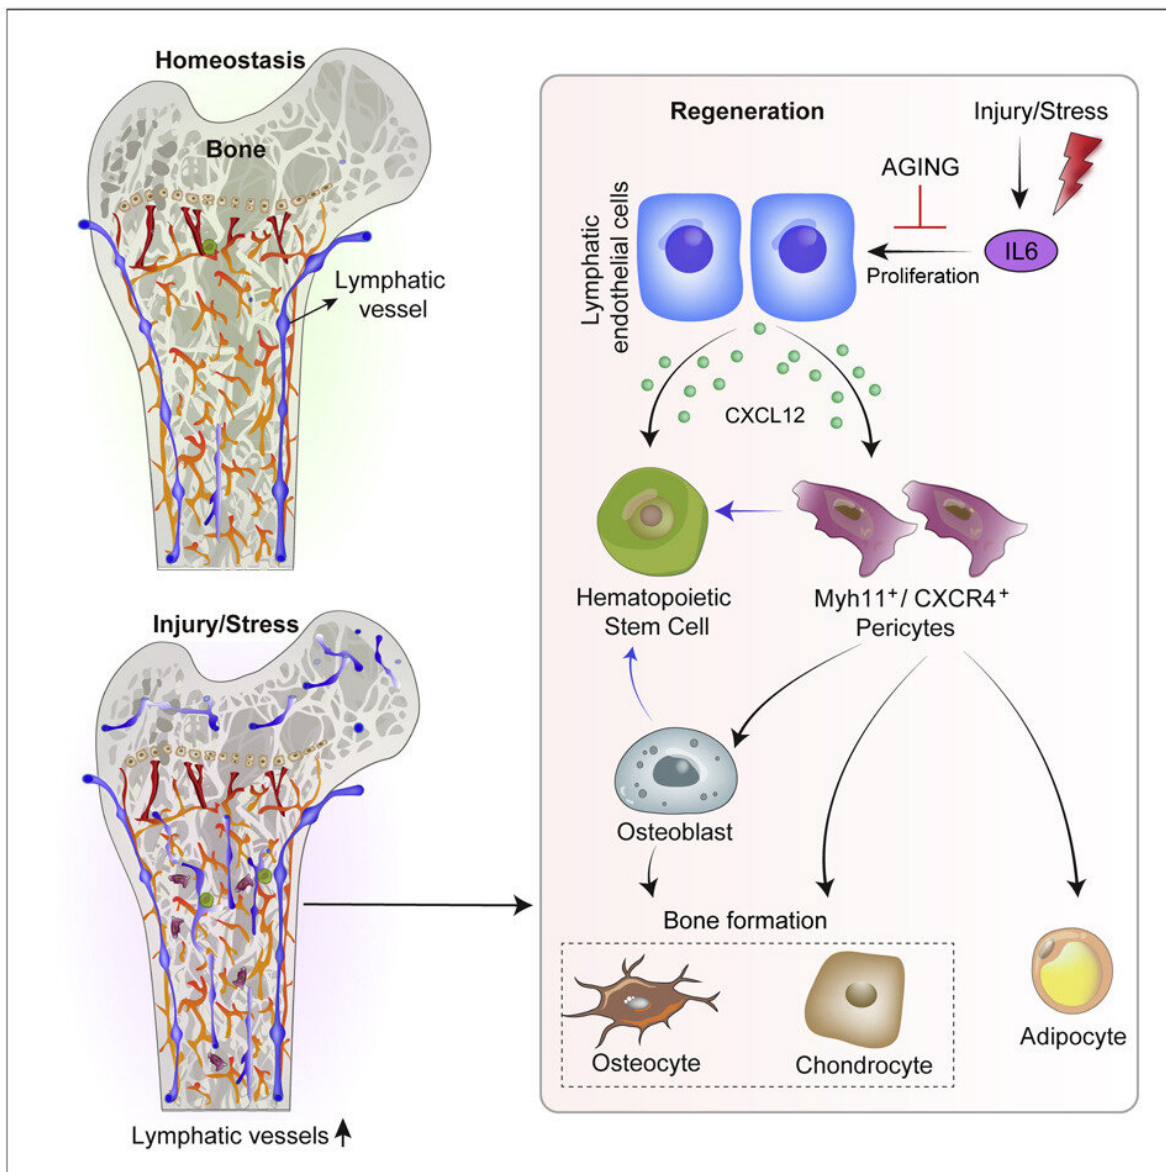 Homeostasis
Bone
Lymphatic
vessel
Injury/Stress
Lymphatic vessels
Regeneration
Injury/Stress
AGING
IL6
Proliferation
Lymphatic
endothelial cells
CXCL12
Hematopoietic
Stem Cell
Myh11⁺/ CXCR4⁺
Pericytes
Osteoblast
Bone formation
Osteocyte
Chondrocyte
Adipocyte